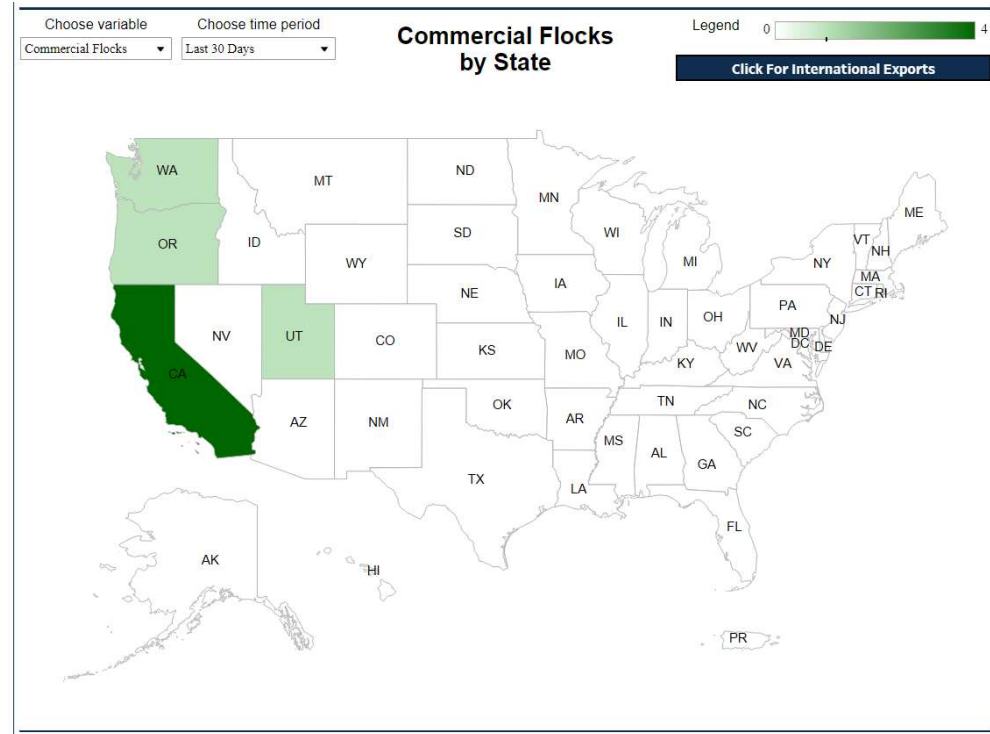 Choose variable
Choose time period
Commercial Flocks
Last 30 Days
Commercial Flocks
by State
Legend
0
4
Click For International Exports
WA
MT
ND
MN
ME
OR
ID
SD
WI
MI
VT
NH
NY
WY
MA
CT
RI
NE
IA
PA
NJ
NV
UT
CO
KS
IL
IN
OH
MD
DC
DE
WV
VA
MO
KY
CA
AZ
NM
OK
AR
TN
NC
SC
MS
AL
GA
TX
LA
FL
AK
HI
PR